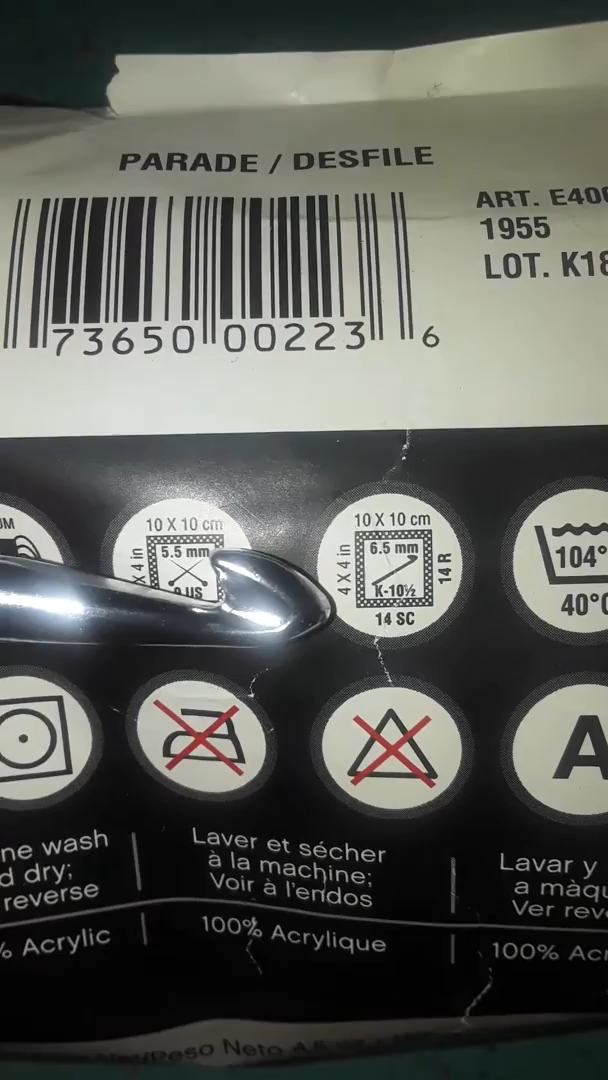 PARADE / DESFILE
ART. E40
1955
LOT. K18
73650 00223 6
10 X 10 cm
5.5 mm
4 in
US
10 X 10 cm
4 X 4 in
6.5 mm
K-10½
14 R
14 SC
104°
40°C
A
ne wash
d dry;
reverse
% Acrylic
Laver et sécher
à la machine;
Voir à l'endos
100% Acrylique
Lavar y
a máqu
Ver rev
100% Acr
Peso Neto